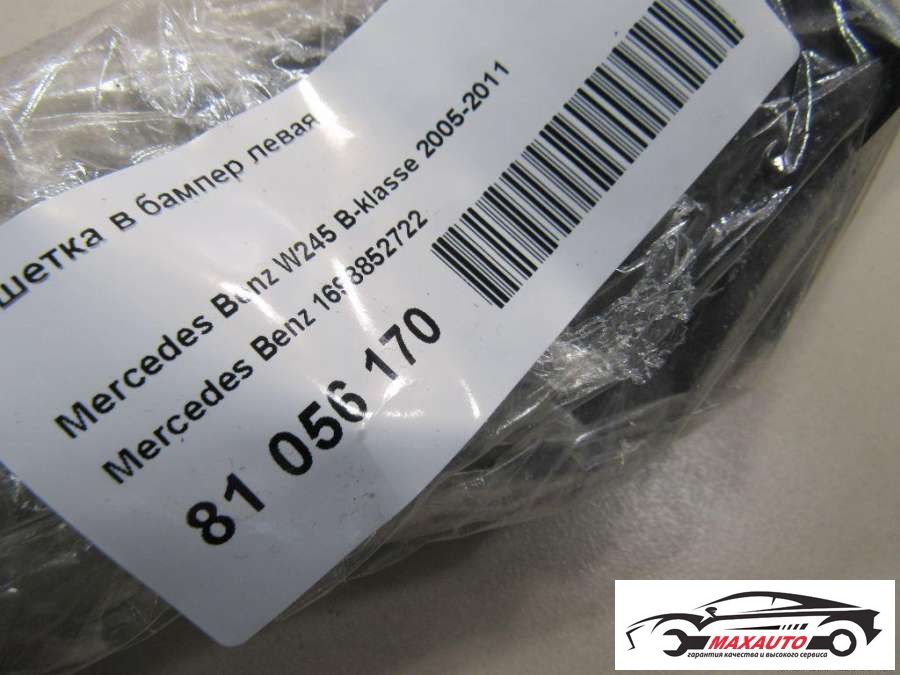 шетка в бампер левая
Mercedes Benz W245 B-klasse 2005-2011
Mercedes Benz 1698852722
81 056 170
MAXAUTO
гарантия качества и высокого сервиса